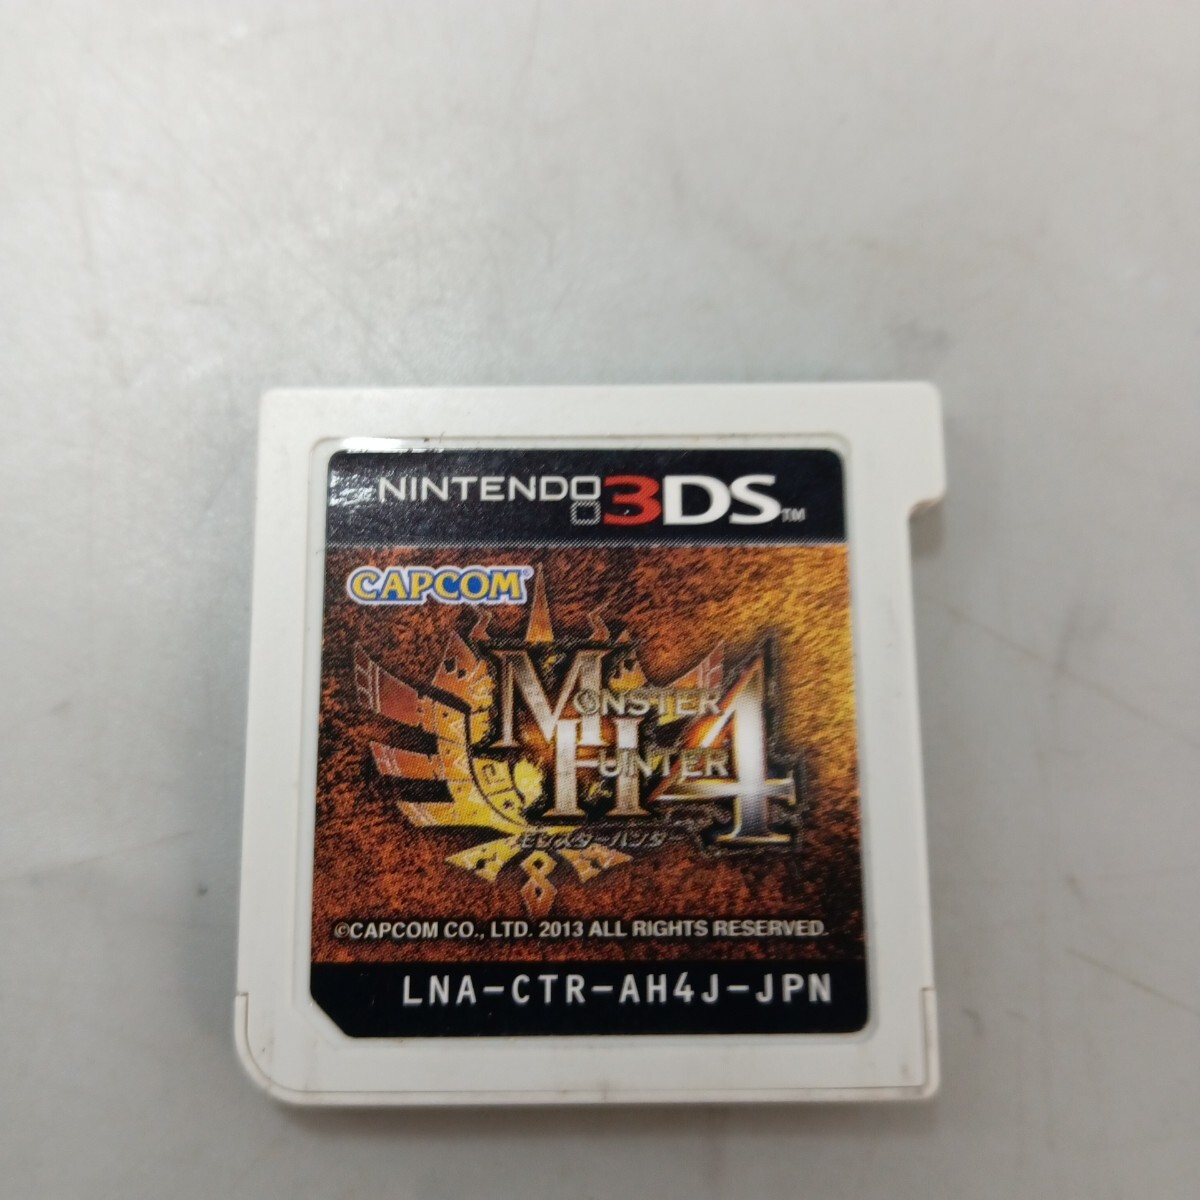 NINTENDO 3DS™
CAPCOM®
MONSTER
HUNTER 4
モンスターハンター
©CAPCOM CO., LTD. 2013 ALL RIGHTS RESERVED.
LNA-CTR-AH4J-JPN